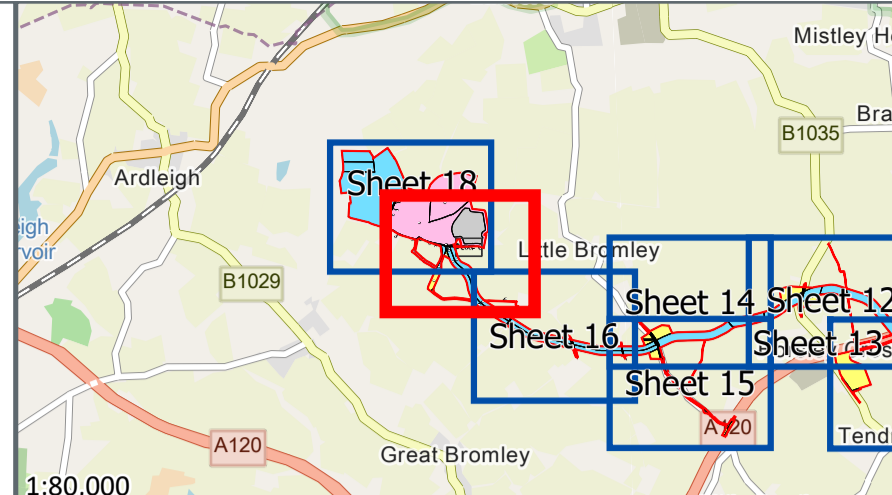 Mistley H
Bra
B1035
Ardleigh
Sheet 18
eigh
rvoir
Little Bromley
B1029
Sheet 14
Sheet 12
Sheet 16
Sheet 13
Sheet 15
A120
A120
Tendr
Great Bromley
1:80,000